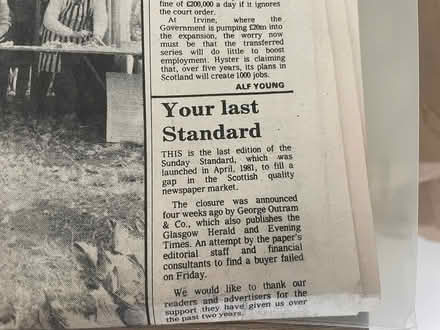 fine of £200,000 a day if it ignores
the court order.
At Irvine, where the
Government is pumping £20m into
into the expansion, the worry now
must be that the transferred
series will do little to boost
employment. Hyster is claiming
that, over five years, its plans in
Scotland will create 1000 jobs.
ALF YOUNG
Your last
Standard
THIS is the last edition of the
Sunday Standard, which was
launched in April, 1981, to fill a
gap in the Scottish quality
newspaper market.
The closure was announced
four weeks ago by George Outram
& Co., which also publishes the
Glasgow Herald and Evening
Times. An attempt by the paper's
editorial staff and financial
consultants to find a buyer failed
on Friday.
We would like to thank our
readers and advertisers for the
support they have given us over
the past two years.